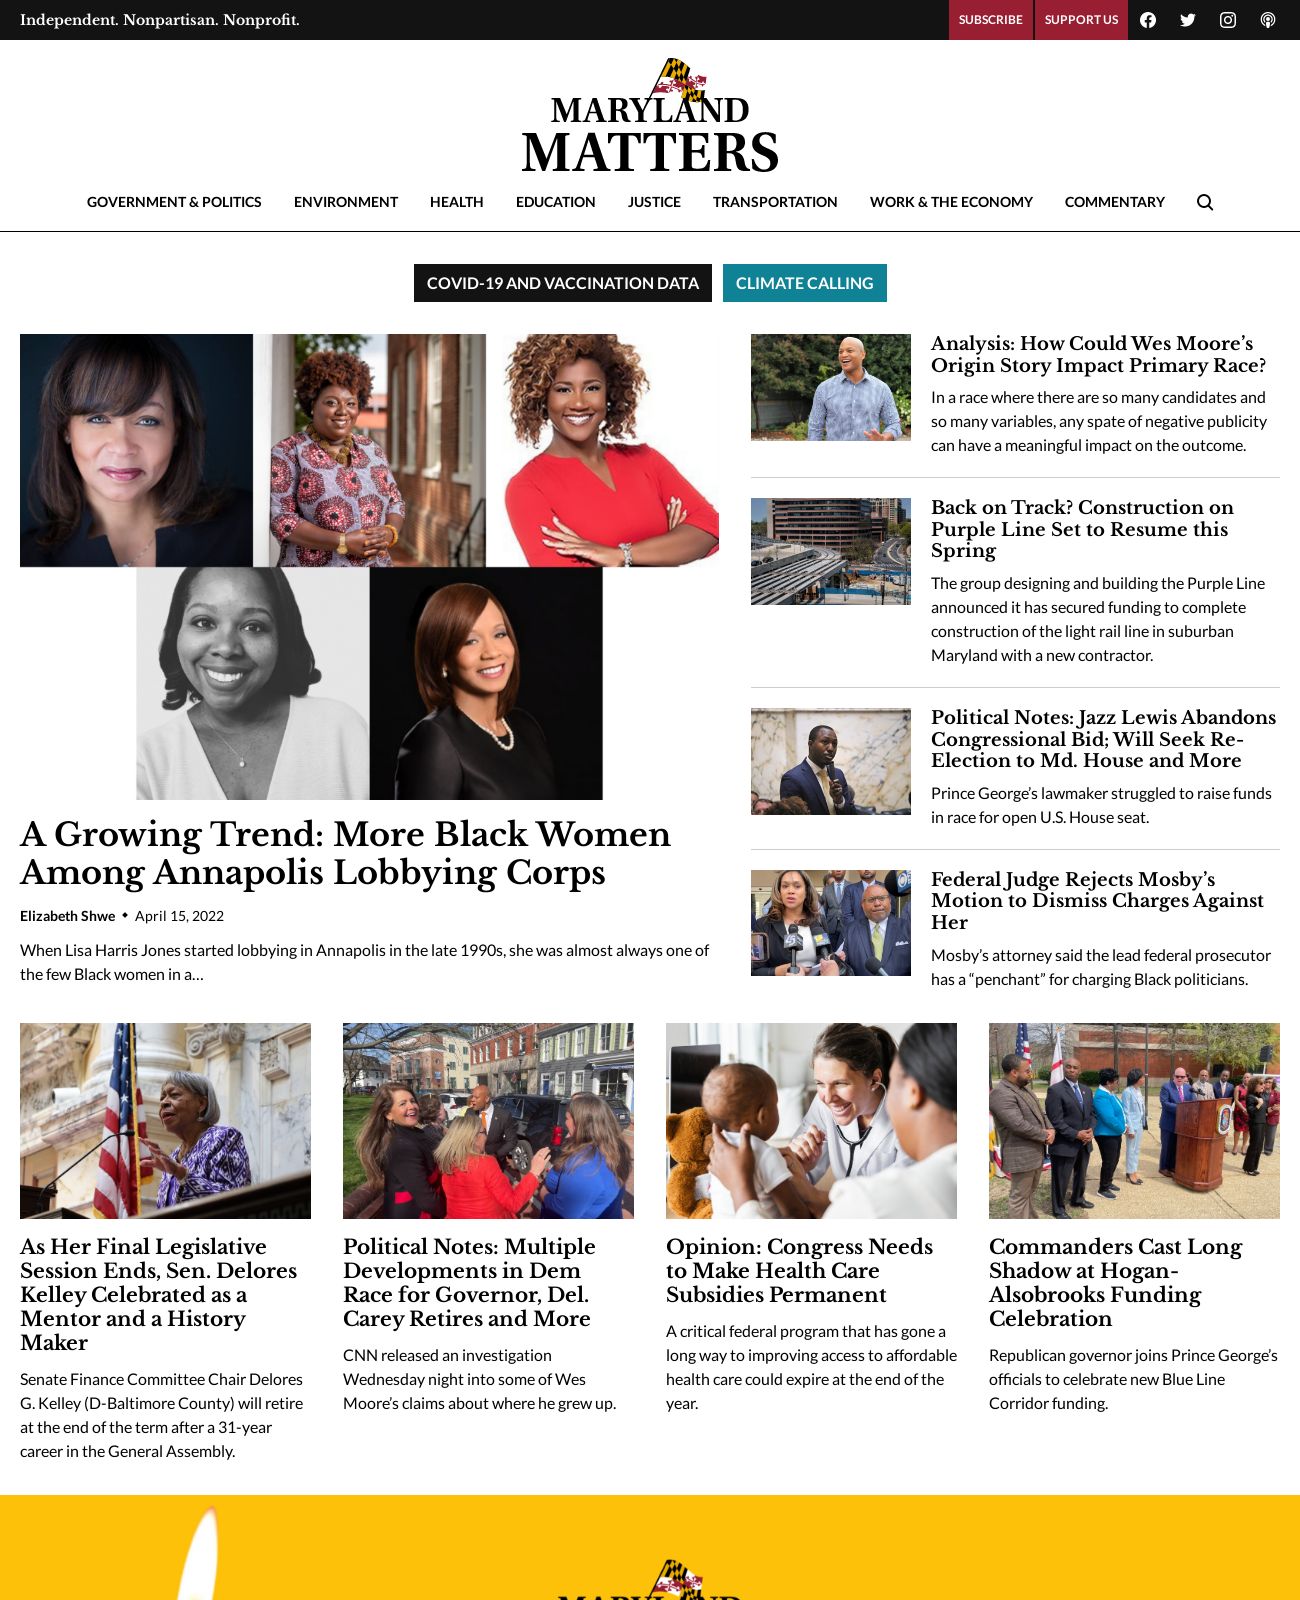 Independent. Nonpartisan. Nonprofit.
SUBSCRIBE
SUPPORT US
MARYLAND
MATTERS
GOVERNMENT & POLITICS
ENVIRONMENT
HEALTH
EDUCATION
JUSTICE
TRANSPORTATION
WORK & THE ECONOMY
COMMENTARY
COVID-19 AND VACCINATION DATA
CLIMATE CALLING
A Growing Trend: More Black Women
Among Annapolis Lobbying Corps
Elizabeth Shwe ◆ April 15, 2022
When Lisa Harris Jones started lobbying in Annapolis in the late 1990s, she was almost always one of
the few Black women in a…
Analysis: How Could Wes Moore’s
Origin Story Impact Primary Race?
In a race where there are so many candidates and
so many variables, any spate of negative publicity
can have a meaningful impact on the outcome.
Back on Track? Construction on
Purple Line Set to Resume this
Spring
The group designing and building the Purple Line
announced it has secured funding to complete
construction of the light rail line in suburban
Maryland with a new contractor.
Political Notes: Jazz Lewis Abandons
Congressional Bid; Will Seek Re-
Election to Md. House and More
Prince George’s lawmaker struggled to raise funds
in race for open U.S. House seat.
Federal Judge Rejects Mosby’s
Motion to Dismiss Charges Against
Her
Mosby’s attorney said the lead federal prosecutor
has a “penchant” for charging Black politicians.
As Her Final Legislative
Session Ends, Sen. Delores
Kelley Celebrated as a
Mentor and a History
Maker
Senate Finance Committee Chair Delores
G. Kelley (D-Baltimore County) will retire
at the end of the term after a 31-year
career in the General Assembly.
Political Notes: Multiple
Developments in Dem
Race for Governor, Del.
Carey Retires and More
CNN released an investigation
Wednesday night into some of Wes
Moore’s claims about where he grew up.
Opinion: Congress Needs
to Make Health Care
Subsidies Permanent
A critical federal program that has gone a
long way to improving access to affordable
health care could expire at the end of the
year.
Commanders Cast Long
Shadow at Hogan-
Alsobrooks Funding
Celebration
Republican governor joins Prince George’s
officials to celebrate new Blue Line
Corridor funding.
MARYLAND